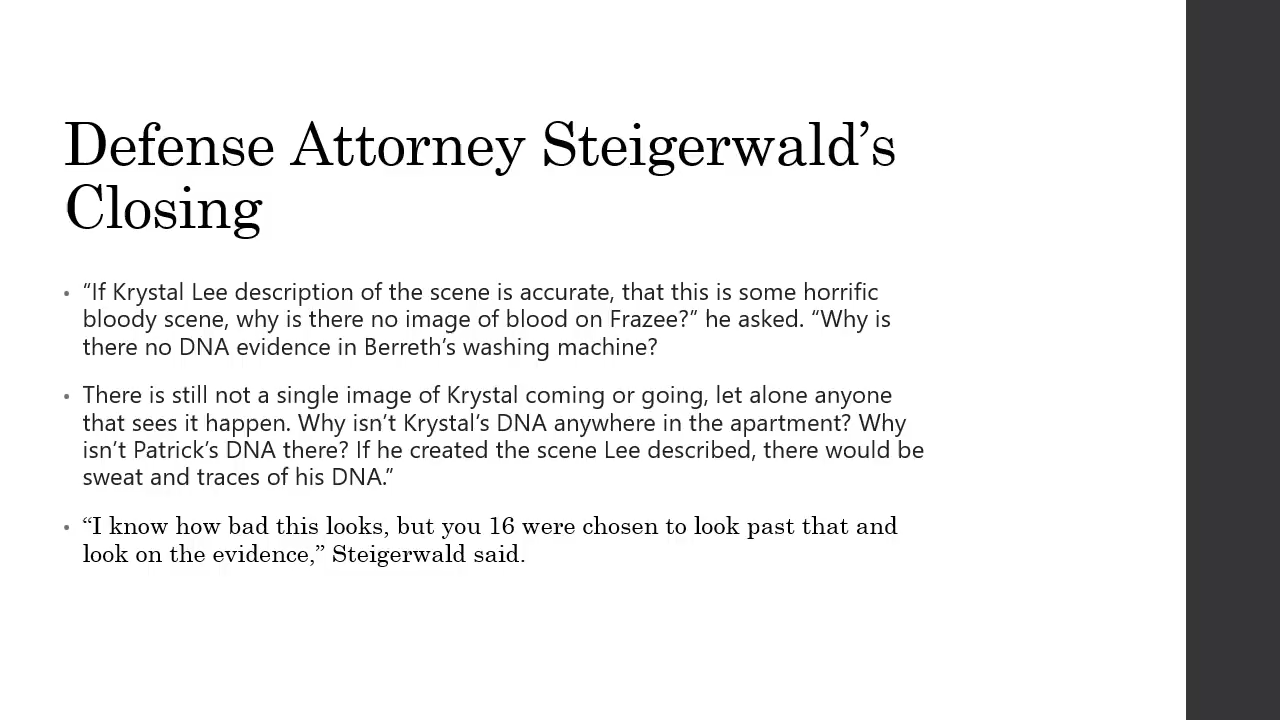 Defense Attorney Steigerwald’s
Closing
• “If Krystal Lee description of the scene is accurate, that this is some horrific
bloody scene, why is there no image of blood on Frazee?” he asked. “Why is
there no DNA evidence in Berreth’s washing machine?
• There is still not a single image of Krystal coming or going, let alone anyone
that sees it happen. Why isn’t Krystal’s DNA anywhere in the apartment? Why
isn’t Patrick’s DNA there? If he created the scene Lee described, there would be
sweat and traces of his DNA.”
• “I know how bad this looks, but you 16 were chosen to look past that and
look on the evidence,” Steigerwald said.